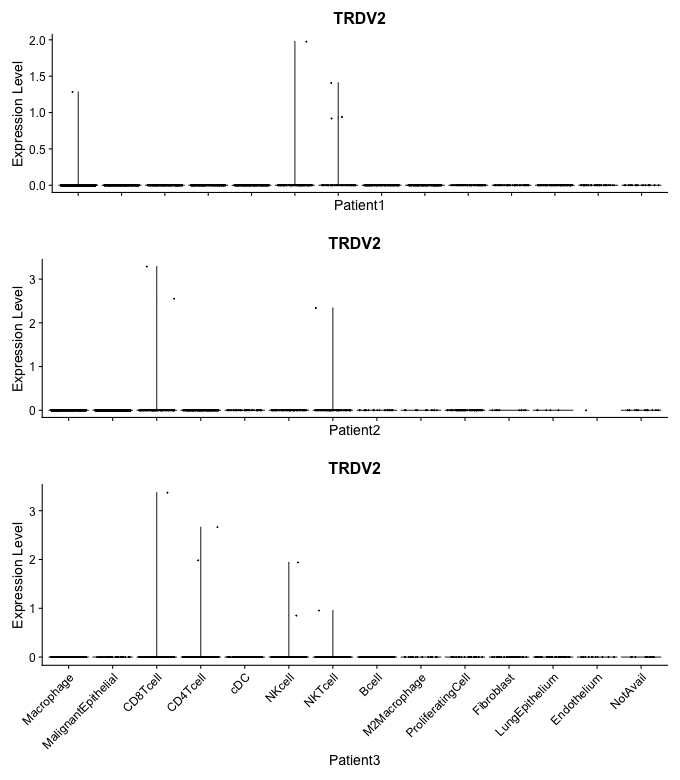 TRDV2
Expression Level
2.0
1.5
1.0
0.5
0.0
Patient1
TRDV2
Expression Level
3
2
1
0
Patient2
TRDV2
Expression Level
3
2
1
0
Macrophage
MalignantEpithelial
CD8Tcell
CD4Tcell
cDC
NKcell
NKTcell
Bcell
M2Macrophage
ProliferatingCell
Fibroblast
LungEpithelium
Endothelium
NotAvail
Patient3